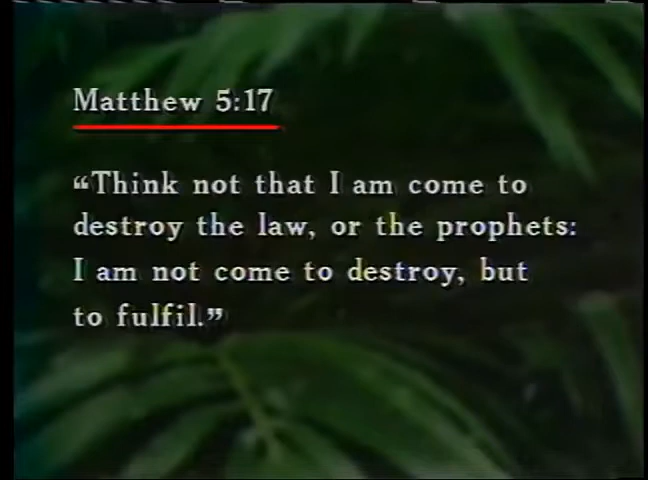 Matthew 5:17
“Think not that I am come to
destroy the law, or the prophets:
I am not come to destroy, but
to fulfil.”